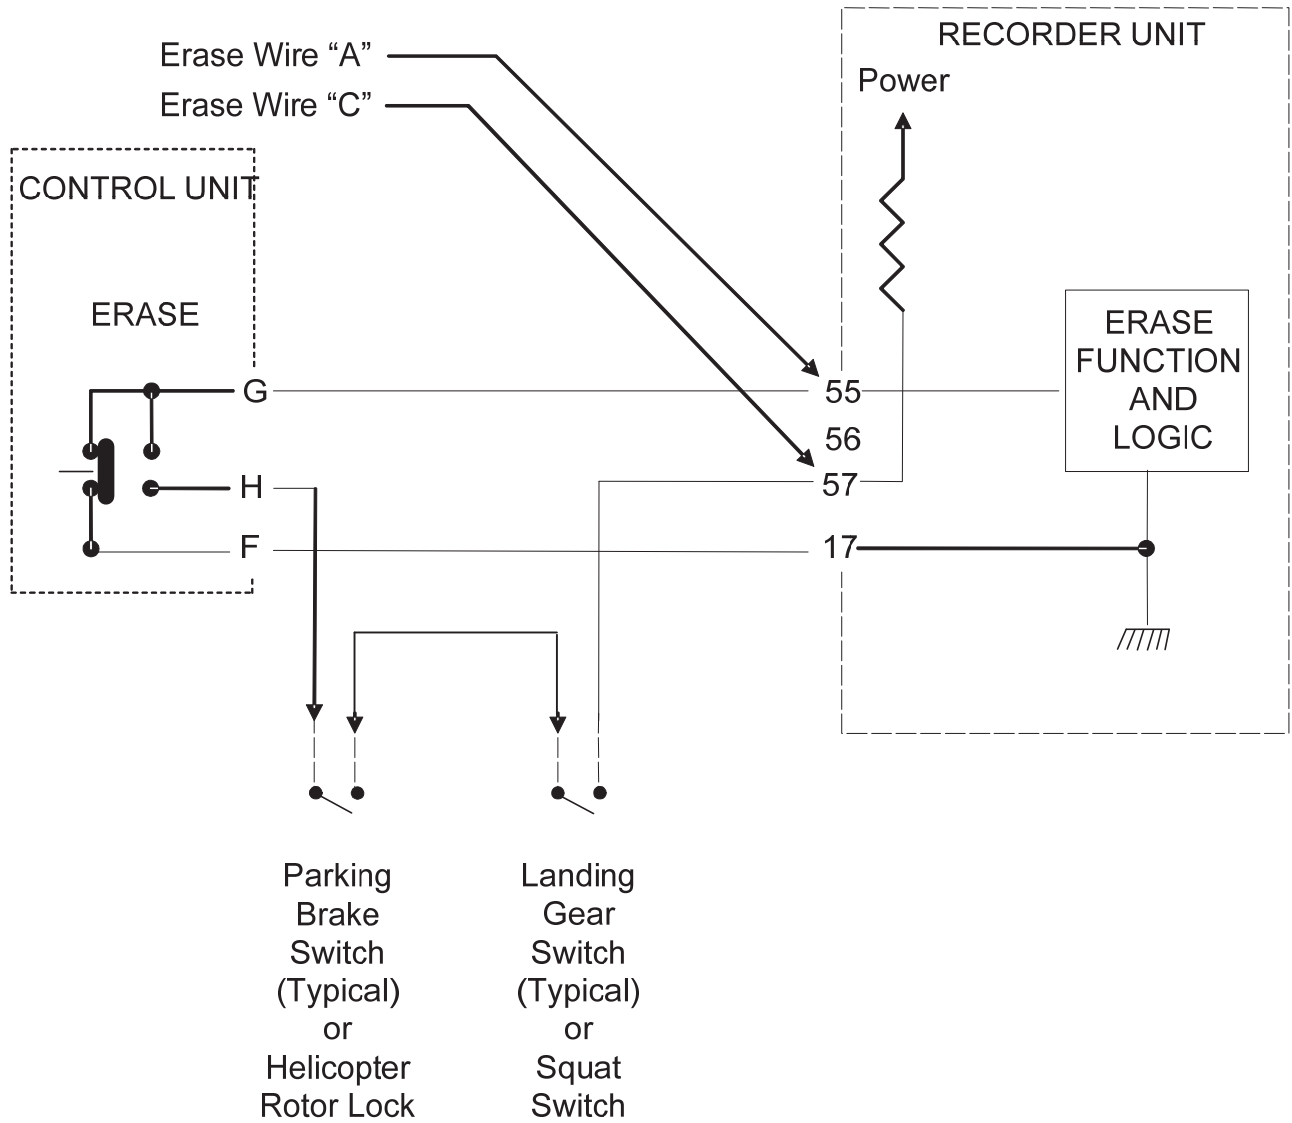 Erase Wire “A”
Erase Wire “C”
RECORDER UNIT
Power
CONTROL UNIT
ERASE
G
H
F
55
56
57
17
ERASE
FUNCTION
AND
LOGIC
Parking
Brake
Switch
(Typical)
or
Helicopter
Rotor Lock
Landing
Gear
Switch
(Typical)
or
Squat
Switch